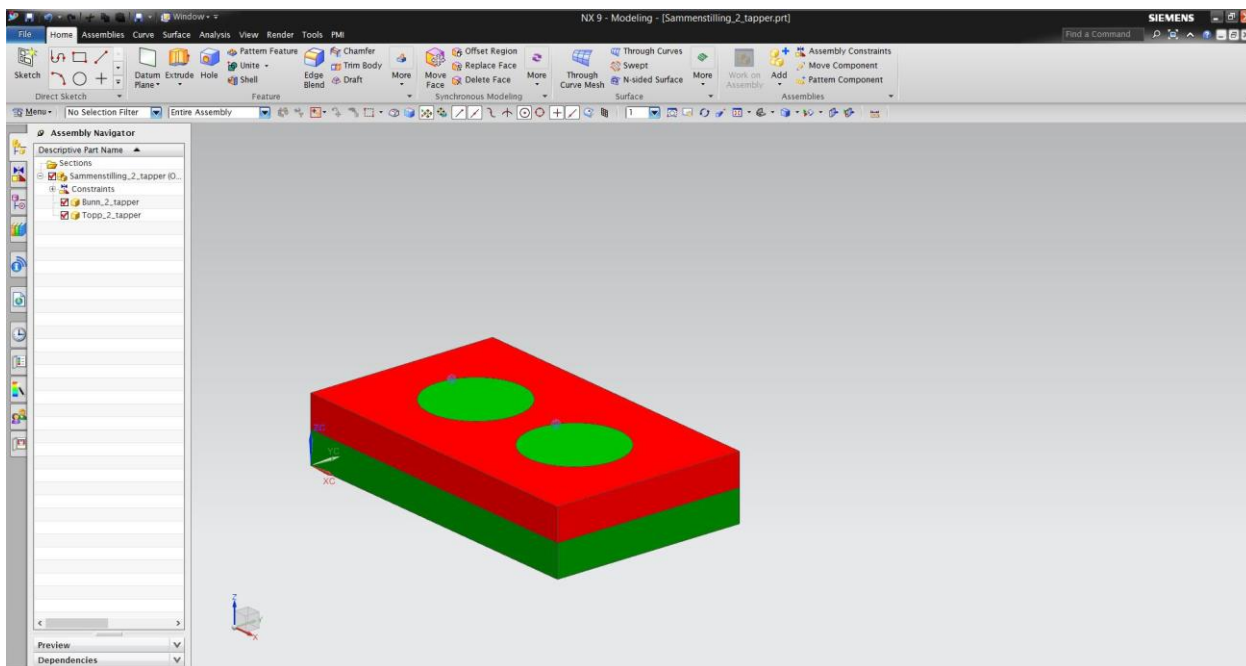 Window
NX 9 - Modeling - [Sammenstilling_2_tapper.prt]
SIEMENS
File Home Assemblies Curve Surface Analysis View Render Tools PMI
Find a Command
Sketch
Direct Sketch
Datum Plane
Extrude
Hole
Pattern Feature
Unite
Shell
Edge Blend
Chamfer
Trim Body
Draft
More
Feature
Move Face
Offset Region
Replace Face
Delete Face
More
Synchronous Modeling
Through Curve Mesh
Through Curves
Swept
N-sided Surface
More
Surface
Work on Assembly
Add
Assembly Constraints
Move Component
Pattern Component
Assemblies
Menu
No Selection Filter
Entire Assembly
1
Assembly Navigator
Descriptive Part Name
Sections
Sammenstilling_2_tapper (O...
Constraints
Bunn_2_tapper
Topp_2_tapper
ZC
YC
XC
Z
Y
X
Preview
Dependencies